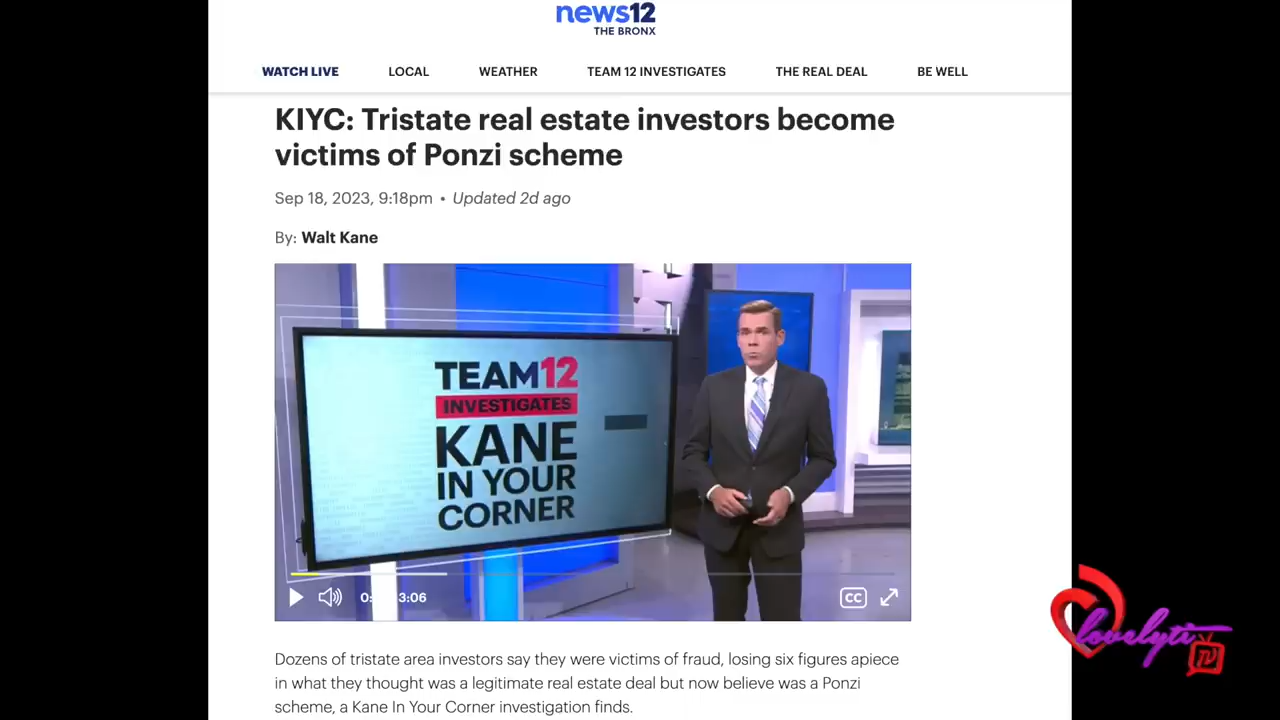 news12
THE BRONX
WATCH LIVE LOCAL WEATHER TEAM 12 INVESTIGATES THE REAL DEAL BE WELL
KIYC: Tristate real estate investors become
victims of Ponzi scheme
Sep 18, 2023, 9:18pm • Updated 2d ago
By: Walt Kane
TEAM12
INVESTIGATES
KANE
IN YOUR
CORNER
3:06
CC
Dozens of tristate area investors say they were victims of fraud, losing six figures apiece
in what they thought was a legitimate real estate deal but now believe was a Ponzi
scheme, a Kane In Your Corner investigation finds.
lovelyti
TV